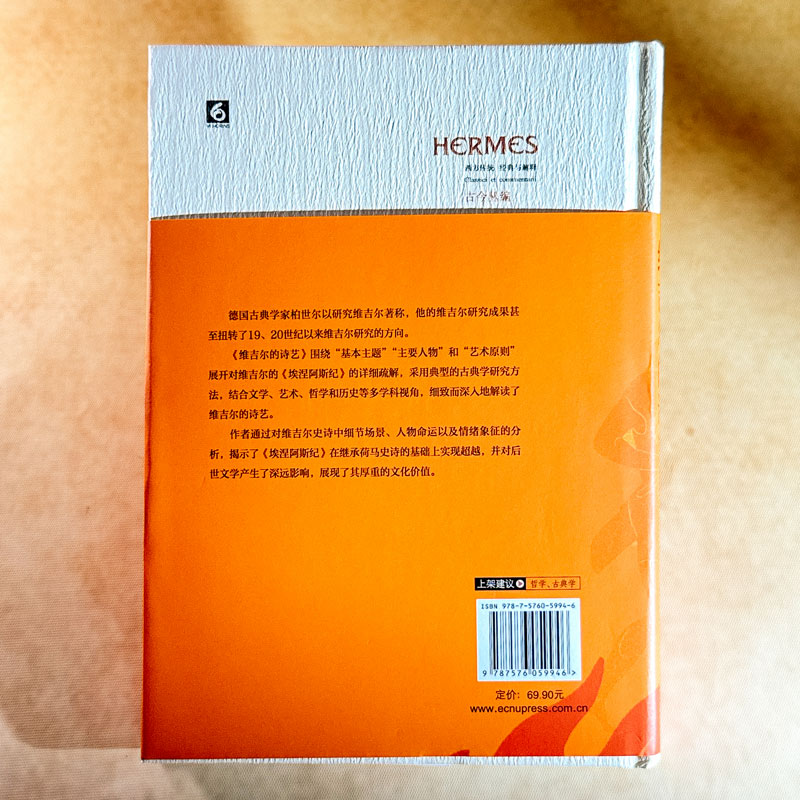 6
VI HORAE
HERMES
西方传统 经典与解释
Classici et commentarii
古今丛编
德国古典学家柏世尔以研究维吉尔著称，他的维吉尔研究成果甚
至扭转了19、20世纪以来维吉尔研究的方向。
《维吉尔的诗艺》围绕“基本主题”“主要人物”和“艺术原则”
展开对维吉尔的《埃涅阿斯纪》的详细疏解，采用典型的古典学研究方
法，结合文学、艺术、哲学和历史等多学科视角，细致而深入地解读了
维吉尔的诗艺。
作者通过对维吉尔史诗中细节场景、人物命运以及情绪象征的分
析，揭示了《埃涅阿斯纪》在继承荷马史诗的基础上实现超越，并对后
世文学产生了深远影响，展现了其厚重的文化价值。
上架建议 哲学、古典学
ISBN 978-7-5760-5994-6
9 787576 059946 >
定价：69.90元
www.ecnupress.com.cn